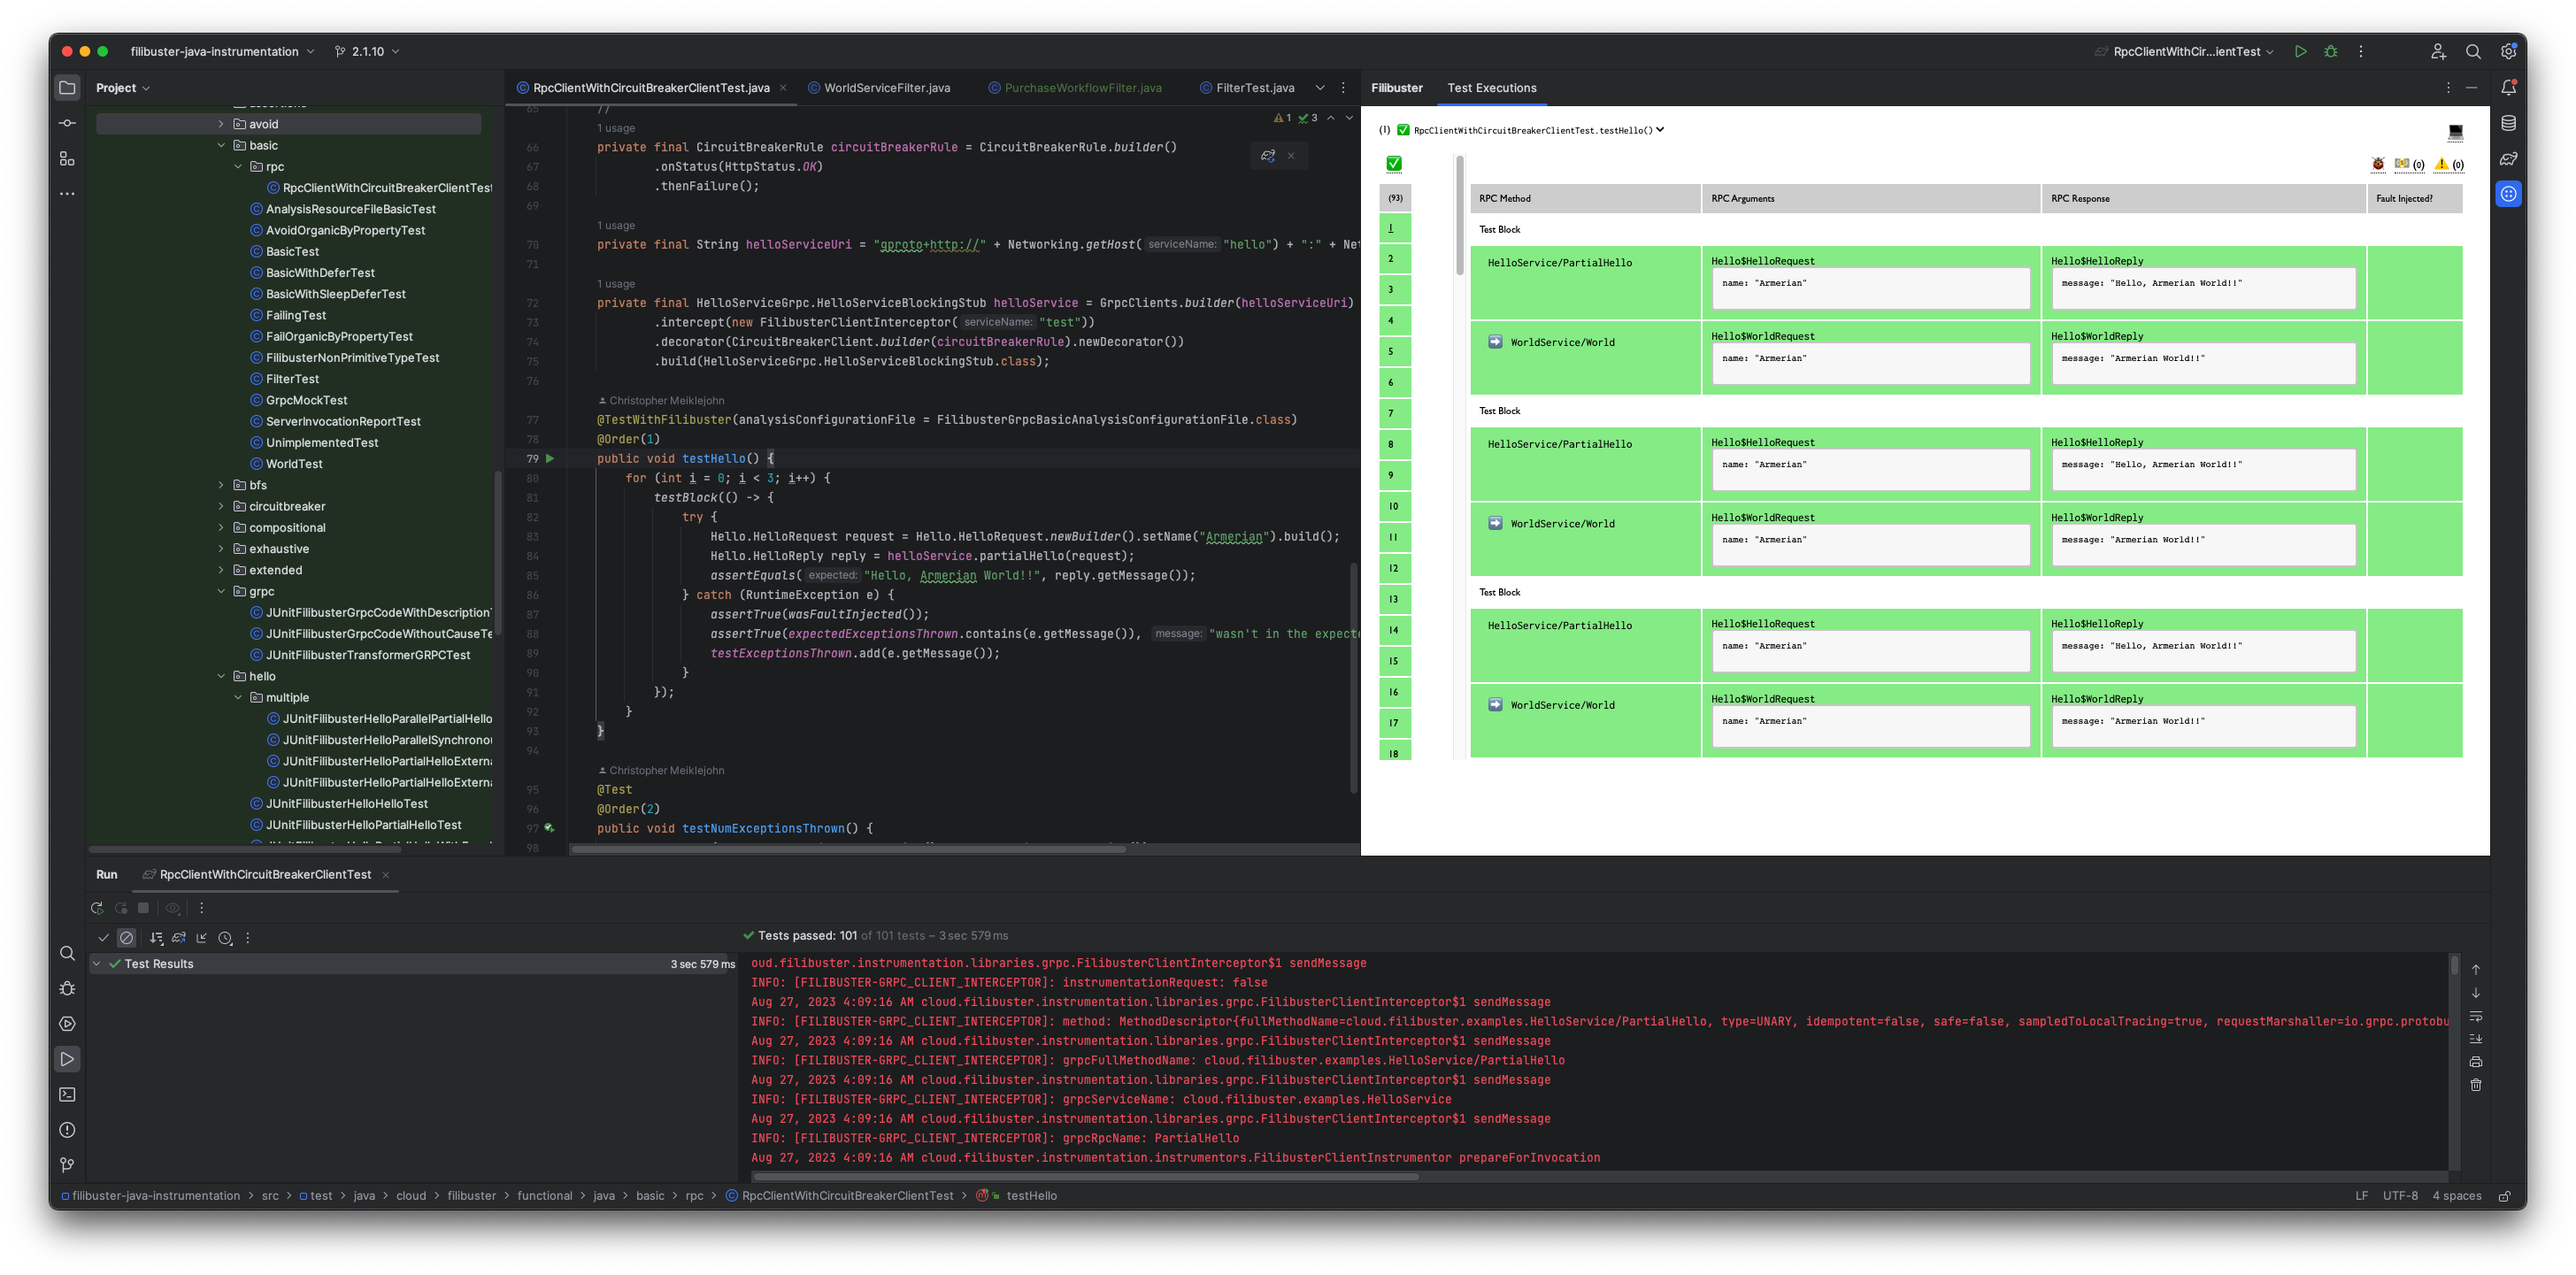 filibuster-java-instrumentation
2.1.10
RpcClientWithCir...ientTest
Project
avoid
basic
rpc
RpcClientWithCircuitBreakerClientTest
AnalysisResourceFileBasicTest
AvoidOrganicByPropertyTest
BasicTest
BasicWithDeferTest
BasicWithSleepDeferTest
FailingTest
FailOrganicByPropertyTest
FilibusterNonPrimitiveTypeTest
FilterTest
GrpcMockTest
ServerInvocationReportTest
UnimplementedTest
WorldTest
bfs
circuitbreaker
compositional
exhaustive
extended
grpc
JUnitFilibusterGrpcCodeWithDescription
JUnitFilibusterGrpcCodeWithoutCauseTe
JUnitFilibusterTransformerGRPCTest
hello
multiple
JUnitFilibusterHelloParallelPartialHello
JUnitFilibusterHelloParallelSynchrono
JUnitFilibusterHelloPartialHelloExterna
JUnitFilibusterHelloPartialHelloExterna
JUnitFilibusterHelloHelloTest
JUnitFilibusterHelloPartialHelloTest
RpcClientWithCircuitBreakerClientTest.java
WorldServiceFilter.java
PurchaseWorkflowFilter.java
FilterTest.java
1 3
65 //
1 usage
66 private final CircuitBreakerRule circuitBreakerRule = CircuitBreakerRule.builder()
67 .onStatus(HttpStatus.OK)
68 .thenFailure();
69
1 usage
70 private final String helloServiceUri = "gproto+http://" + Networking.getHost( serviceName: "hello") + ":" + Net
71
1 usage
72 private final HelloServiceGrpc.HelloServiceBlockingStub helloService = GrpcClients.builder(helloServiceUri)
73 .intercept(new FilibusterClientInterceptor( serviceName: "test"))
74 .decorator(CircuitBreakerClient.builder(circuitBreakerRule).newDecorator())
75 .build(HelloServiceGrpc.HelloServiceBlockingStub.class);
76
Christopher Meiklejohn
77 @TestWithFilibuster(analysisConfigurationFile = FilibusterGrpcBasicAnalysisConfigurationFile.class)
78 @Order(1)
79 public void testHello() {
80 for (int i = 0; i < 3; i++) {
81 testBlock(() -> {
82 try {
83 Hello.HelloRequest request = Hello.HelloRequest.newBuilder().setName("Armerian").build();
84 Hello.HelloReply reply = helloService.partialHello(request);
85 assertEquals( expected: "Hello, Armerian World!!", reply.getMessage());
86 } catch (RuntimeException e) {
87 assertTrue(wasFaultInjected());
88 assertTrue(expectedExceptionsThrown.contains(e.getMessage()), message: "wasn't in the expecte
89 testExceptionsThrown.add(e.getMessage());
90 }
91 });
92 }
93 }
94
Christopher Meiklejohn
95 @Test
96 @Order(2)
97 public void testNumExceptionsThrown() {
98
Filibuster
Test Executions
(1) RpcClientWithCircuitBreakerClientTest.testHello()
(0) (0)
(93)
1
2
3
4
5
6
7
8
9
10
11
12
13
14
15
16
17
18
RPC Method RPC Arguments RPC Response Fault Injected?
Test Block
HelloService/PartialHello Hello$HelloRequest Hello$HelloReply
name: "Armerian" message: "Hello, Armerian World!!"
WorldService/World Hello$WorldRequest Hello$WorldReply
name: "Armerian" message: "Armerian World!!"
Test Block
HelloService/PartialHello Hello$HelloRequest Hello$HelloReply
name: "Armerian" message: "Hello, Armerian World!!"
WorldService/World Hello$WorldRequest Hello$WorldReply
name: "Armerian" message: "Armerian World!!"
Test Block
HelloService/PartialHello Hello$HelloRequest Hello$HelloReply
name: "Armerian" message: "Hello, Armerian World!!"
WorldService/World Hello$WorldRequest Hello$WorldReply
name: "Armerian" message: "Armerian World!!"
Run
RpcClientWithCircuitBreakerClientTest
Tests passed: 101 of 101 tests – 3 sec 579 ms
Test Results 3 sec 579 ms
oud.filibuster.instrumentation.libraries.grpc.FilibusterClientInterceptor$1 sendMessage
INFO: [FILIBUSTER-GRPC_CLIENT_INTERCEPTOR]: instrumentationRequest: false
Aug 27, 2023 4:09:16 AM cloud.filibuster.instrumentation.libraries.grpc.FilibusterClientInterceptor$1 sendMessage
INFO: [FILIBUSTER-GRPC_CLIENT_INTERCEPTOR]: method: MethodDescriptor{fullMethodName=cloud.filibuster.examples.HelloService/PartialHello, type=UNARY, idempotent=false, safe=false, sampledToLocalTracing=true, requestMarshaller=io.grpc.protobu
Aug 27, 2023 4:09:16 AM cloud.filibuster.instrumentation.libraries.grpc.FilibusterClientInterceptor$1 sendMessage
INFO: [FILIBUSTER-GRPC_CLIENT_INTERCEPTOR]: grpcFullMethodName: cloud.filibuster.examples.HelloService/PartialHello
Aug 27, 2023 4:09:16 AM cloud.filibuster.instrumentation.libraries.grpc.FilibusterClientInterceptor$1 sendMessage
INFO: [FILIBUSTER-GRPC_CLIENT_INTERCEPTOR]: grpcServiceName: cloud.filibuster.examples.HelloService
Aug 27, 2023 4:09:16 AM cloud.filibuster.instrumentation.libraries.grpc.FilibusterClientInterceptor$1 sendMessage
INFO: [FILIBUSTER-GRPC_CLIENT_INTERCEPTOR]: grpcRpcName: PartialHello
Aug 27, 2023 4:09:16 AM cloud.filibuster.instrumentation.instrumentors.FilibusterClientInstrumentor prepareForInvocation
filibuster-java-instrumentation > src > test > java > cloud > filibuster > functional > java > basic > rpc > RpcClientWithCircuitBreakerClientTest > testHello
LF UTF-8 4 spaces